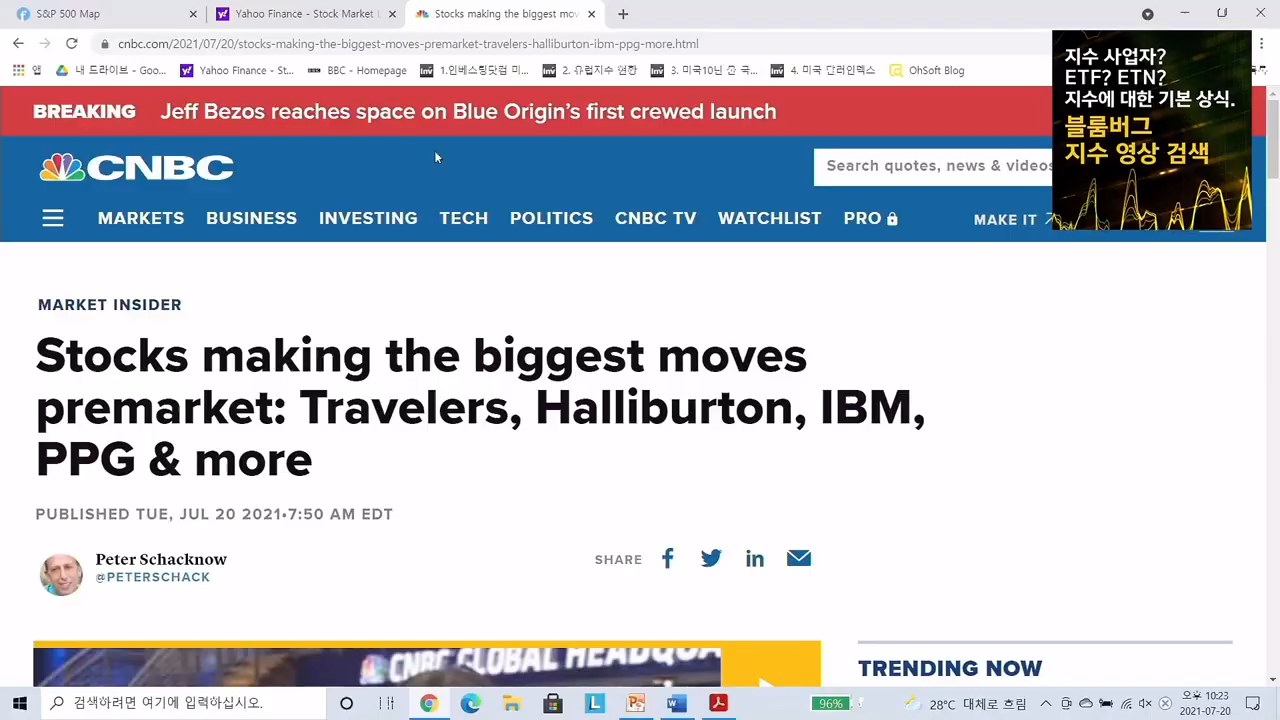 S&P 500 Map
Yahoo Finance - Stock Market L
Stocks making the biggest mov
cnbc.com/2021/07/20/stocks-making-the-biggest-moves-premarket-travelers-halliburton-ibm-ppg-more.html
앱
내 드라이브 - Goo...
Yahoo Finance - St...
BBC - Homepage
1.인베스팅닷컴 미...
2. 유럽지수 현황
3. 미국10년 물 국...
4. 미국 달러인덱스
OhSoft Blog
지수 사업자?
ETF? ETN?
지수에 대한 기본 상식.
블룸버그
지수 영상 검색
BREAKING Jeff Bezos reaches space on Blue Origin's first crewed launch
CNBC
Search quotes, news & videos
MARKETS BUSINESS INVESTING TECH POLITICS CNBC TV WATCHLIST PRO MAKE IT
MARKET INSIDER
Stocks making the biggest moves
premarket: Travelers, Halliburton, IBM,
PPG & more
PUBLISHED TUE, JUL 20 2021•7:50 AM EDT
Peter Schacknow
@PETERSCHACK
SHARE
CNBC GLOBAL HEADQUA
TRENDING NOW
검색하려면 여기에 입력하십시오.
96%
28°C 대체로 흐림
오후 10:23
2021-07-20